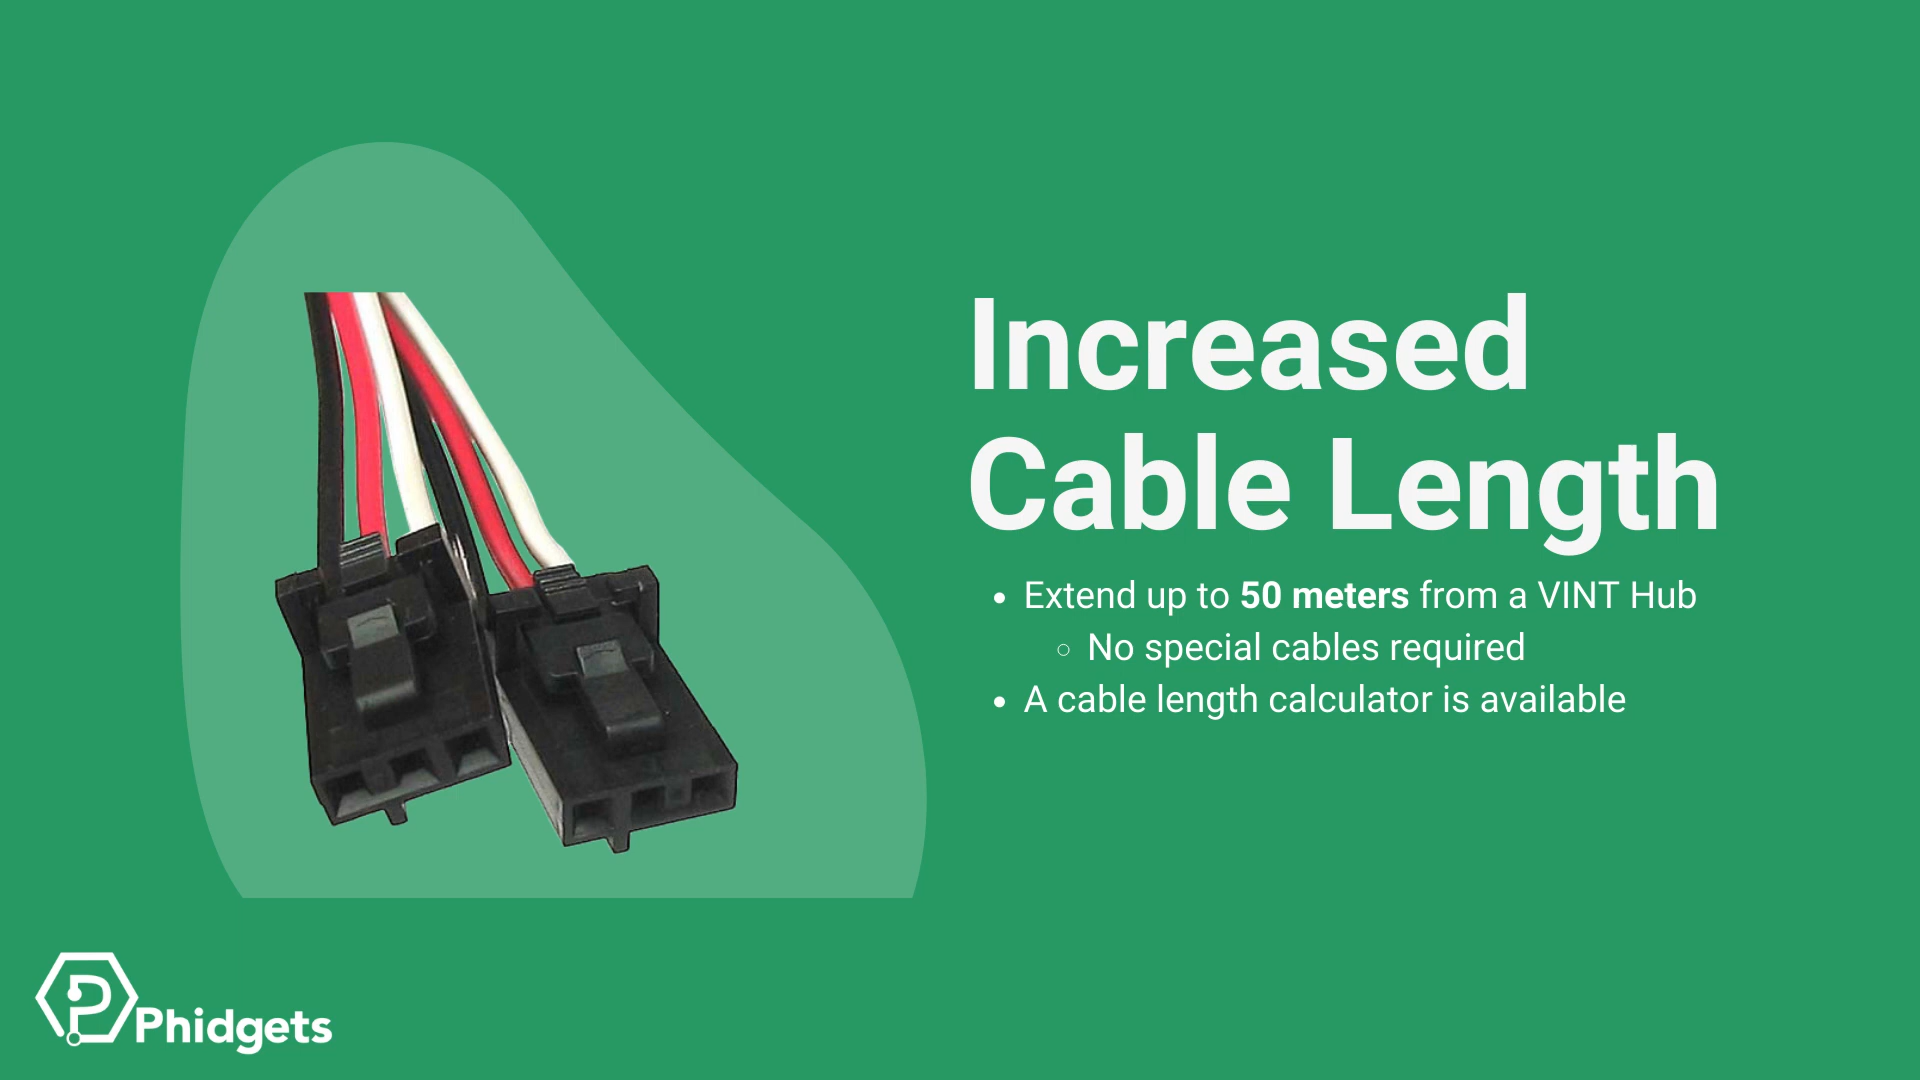 Increased
Cable Length
Extend up to 50 meters from a VINT Hub
No special cables required
A cable length calculator is available
Phidgets